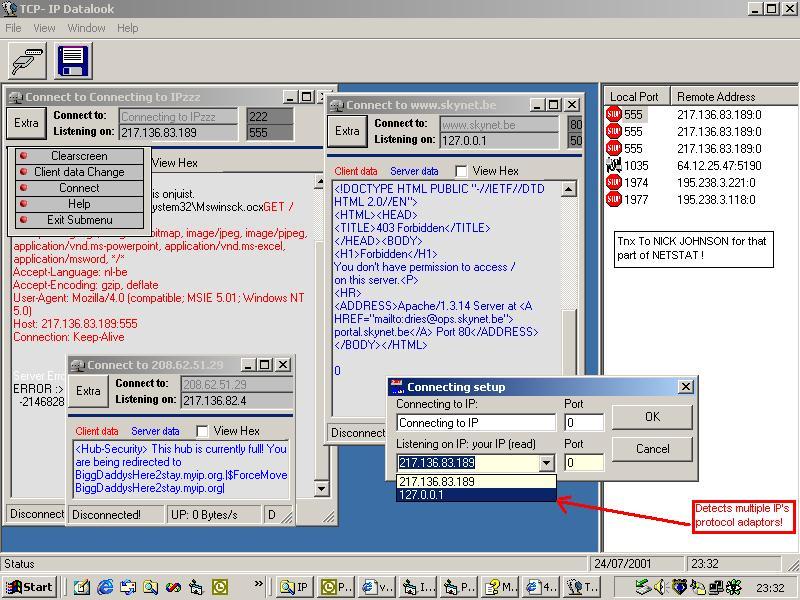 TCP- IP Datalook
File View Window Help
Connect to Connecting to IPzzz
Extra
Connect to: Connecting to IPzzz 222
Listening on: 217.136.83.189 555
Clearscreen
Client data Change
Connect
Help
Exit Submenu
View Hex
is onjuist.
ystem32\Mswinsck.ocxGET /
itmap, image/jpeg, image/pjpeg,
application/vnd.ms-powerpoint, application/vnd.ms-excel,
application/msword, */*
Accept-Language: nl-be
Accept-Encoding: gzip, deflate
User-Agent: Mozilla/4.0 (compatible; MSIE 5.01; Windows NT
5.0)
Host: 217.136.83.189:555
Connection: Keep-Alive
Server Erro
ERROR :>
-2146828
Disconnect
Connect to www.skynet.be
Extra
Connect to: www.skynet.be 80
Listening on: 127.0.0.1 50
Client data Server data View Hex
<!DOCTYPE HTML PUBLIC "-//IETF//DTD
HTML 2.0//EN">
<HTML><HEAD>
<TITLE>403 Forbidden</TITLE>
</HEAD><BODY>
<H1>Forbidden</H1>
You don't have permission to access /
on this server.<P>
<HR>
<ADDRESS>Apache/1.3.14 Server at <A
HREF="mailto:dries@ops.skynet.be">
portal.skynet.be</A> Port 80</ADDRESS>
</BODY></HTML>
0
Disconnec
Connect to 208.62.51.29
Extra
Connect to: 208.62.51.29
Listening on: 217.136.82.4
Client data Server data View Hex
<Hub-Security> This hub is currently full! You
are being redirected to
BiggDaddysHere2stay.myip.org|$ForceMove
BiggDaddysHere2stay.myip.org|
Disconnected! UP: 0 Bytes/s D
Connecting setup
Connecting to IP: Port
Connecting to IP 0 OK
Listening on IP: your IP (read) Port
217.136.83.189 0 Cancel
217.136.83.189
127.0.0.1
Local Port Remote Address
555 217.136.83.189:0
555 217.136.83.189:0
555 217.136.83.189:0
1035 64.12.25.47:5190
1974 195.238.3.221:0
1977 195.238.3.118:0
Tnx To NICK JOHNSON for that
part of NETSTAT !
Detects multiple IP's
protocol adaptors!
Status 24/07/2001 23:32
Start » IP P.. v... I... P.. M... 4... T... 23:32